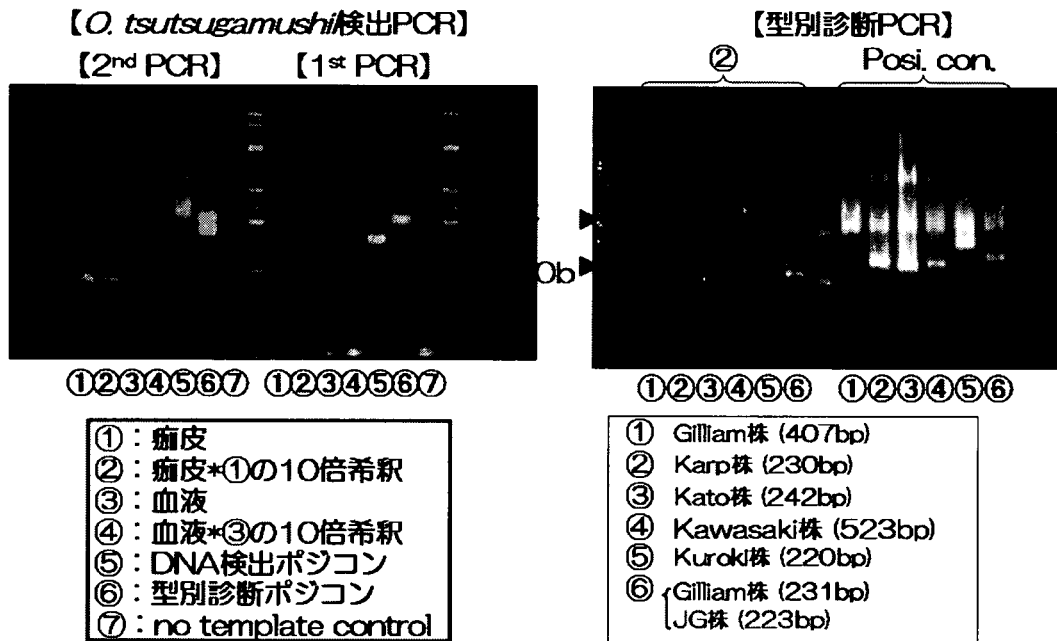 【O. tsutsugamushi検出PCR】
【2nd PCR】 【1st PCR】
【型別診断PCR】
② Posi. con.
0b
①②③④⑤⑥⑦ ①②③④⑤⑥⑦
①②③④⑤⑥ ①②③④⑤⑥
①：痂皮
②：痂皮*①の10倍希釈
③：血液
④：血液*③の10倍希釈
⑤：DNA検出ポジコン
⑥：型別診断ポジコン
⑦：no template control
① Gilliam株 (407bp)
② Karp株 (230bp)
③ Kato株 (242bp)
④ Kawasaki株 (523bp)
⑤ Kuroki株 (220bp)
⑥ Gilliam株 (231bp)
JG株 (223bp)